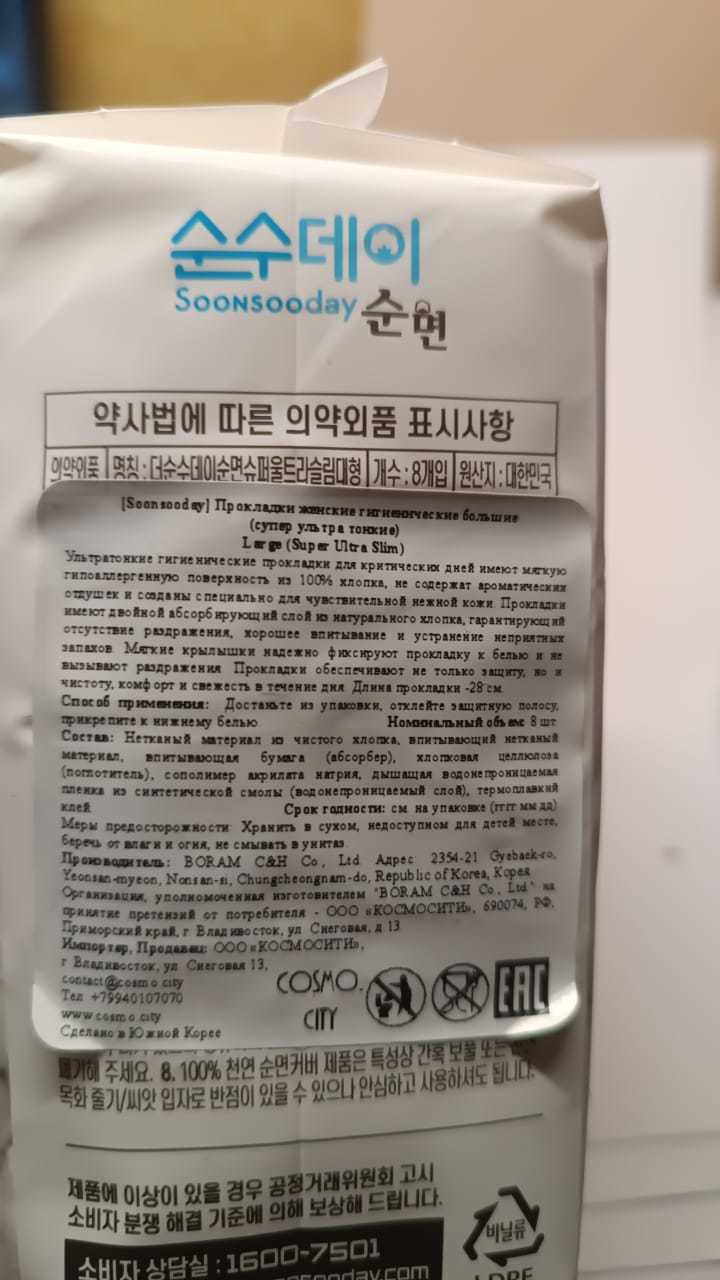 순수데이
SOONSOOday 순면
약사법에 따른 의약외품 표시사항
의약외품 명칭 : 더순수데이순면슈퍼울트라슬림대형 개수 : 8개입 원산지 : 대한민국
[Soonsooday] Прокладки женские гигиенические большие
(супер ультра тонкие)
Large (Super Ultra Slim)
Ультратонкие гигиенические прокладки для критических дней имеют мягкую
гипоаллергенную поверхность из 100% хлопка, не содержат ароматических
отдушек и созданы специально для чувствительной нежной кожи. Прокладки
имеют двойной абсорбирующий слой из натурального хлопка, гарантирующий
отсутствие раздражения, хорошее впитывание и устранение неприятных
запахов. Мягкие крылышки надежно фиксируют прокладку к белью и не
вызывают раздражения. Прокладки обеспечивают не только защиту, но и
чистоту, комфорт и свежесть в течение дня. Длина прокладки -28 см.
Способ применения: Достаньте из упаковки, отклейте защитную полосу,
прикрепите к нижнему белью. Номинальный объем: 8 шт.
Состав: Нетканый материал из чистого хлопка, впитывающий нетканый
материал, впитывающая бумага (абсорбер), хлопковая целлюлоза
(поглотитель), сополимер акрилата натрия, дышащая водонепроницаемая
пленка из синтетической смолы (водонепроницаемый слой), термоплавкий
клей. Срок годности: см. на упаковке (гггг.мм.дд)
Меры предосторожности: Хранить в сухом, недоступном для детей месте,
беречь от влаги и огня, не смывать в унитаз.
Производитель: BORAM C&H Co., Ltd. Адрес: 2354-21 Gyebaek-ro,
Yeonsan-myeon, Nonsan-si, Chungcheongnam-do, Republic of Korea, Корея
Организация, уполномоченная изготовителем "BORAM C&H Co., Ltd." на
принятие претензий от потребителя - ООО «КОСМОСИТИ», 690074, РФ,
Приморский край, г. Владивосток, ул. Снеговая, д. 13.
Импортер, Продавец: ООО «КОСМОСИТИ»,
г. Владивосток, ул. Снеговая 13,
contact@cosmo.city
Тел. +79940107070
www.cosmo.city
Сделано в Южной Корее
COSMO.
CITY
EAC
폐기해 주세요. 8. 100% 천연 순면커버 제품은 특성상 간혹 보풀 또는
목화 줄기/씨앗 입자로 반점이 있을 수 있으나 안심하고 사용하셔도 됩니다.
제품에 이상이 있을 경우 공정거래위원회 고시
소비자 분쟁 해결 기준에 의해 보상해 드립니다.
소비자 상담실 : 1600-7501
비닐류
LDPE